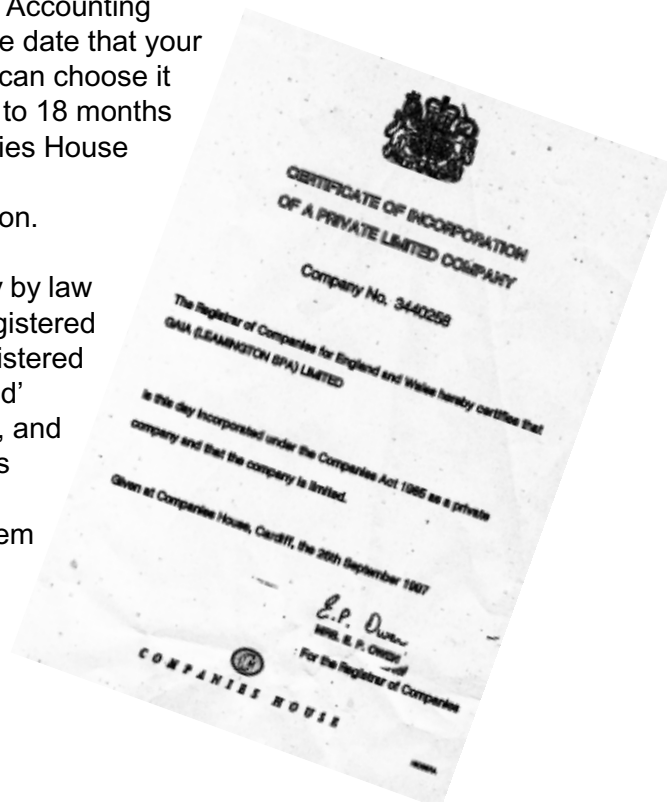 Accounting
e date that your
can choose it
to 18 months
ies House
on.
y by law
gistered
istered
d’
, and
s
em
CERTIFICATE OF INCORPORATION
OF A PRIVATE LIMITED COMPANY
Company No. 3440258
The Registrar of Companies for England and Wales hereby certifies that
GAIA (LEAMINGTON SPA) LIMITED
is this day incorporated under the Companies Act 1985 as a private
company and that the company is limited.
Given at Companies House, Cardiff, the 26th September 1997
E.P. Owen
MRS. E. P. OWEN
For the Registrar of Companies
COMPANIES HOUSE